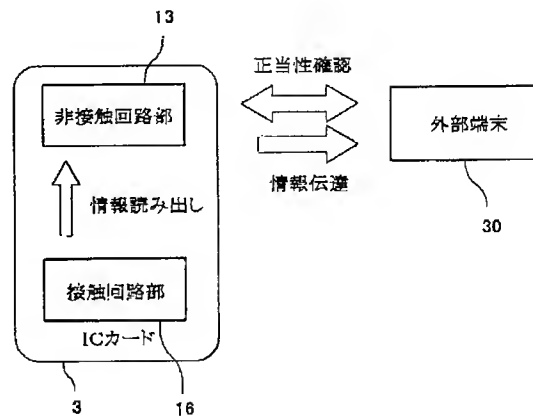 13
正当性確認
非接触回路部
外部端末
情報伝達
情報読み出し
30
接触回路部
ICカード
3
16